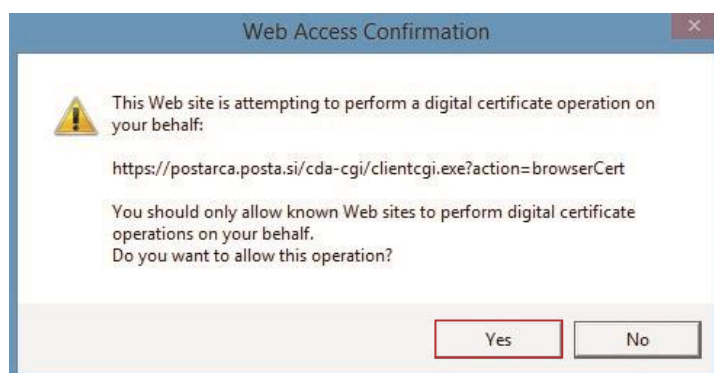 Web Access Confirmation
This Web site is attempting to perform a digital certificate operation on
your behalf:
https://postarca.posta.si/cda-cgi/clientcgi.exe?action=browserCert
You should only allow known Web sites to perform digital certificate
operations on your behalf.
Do you want to allow this operation?
Yes
No